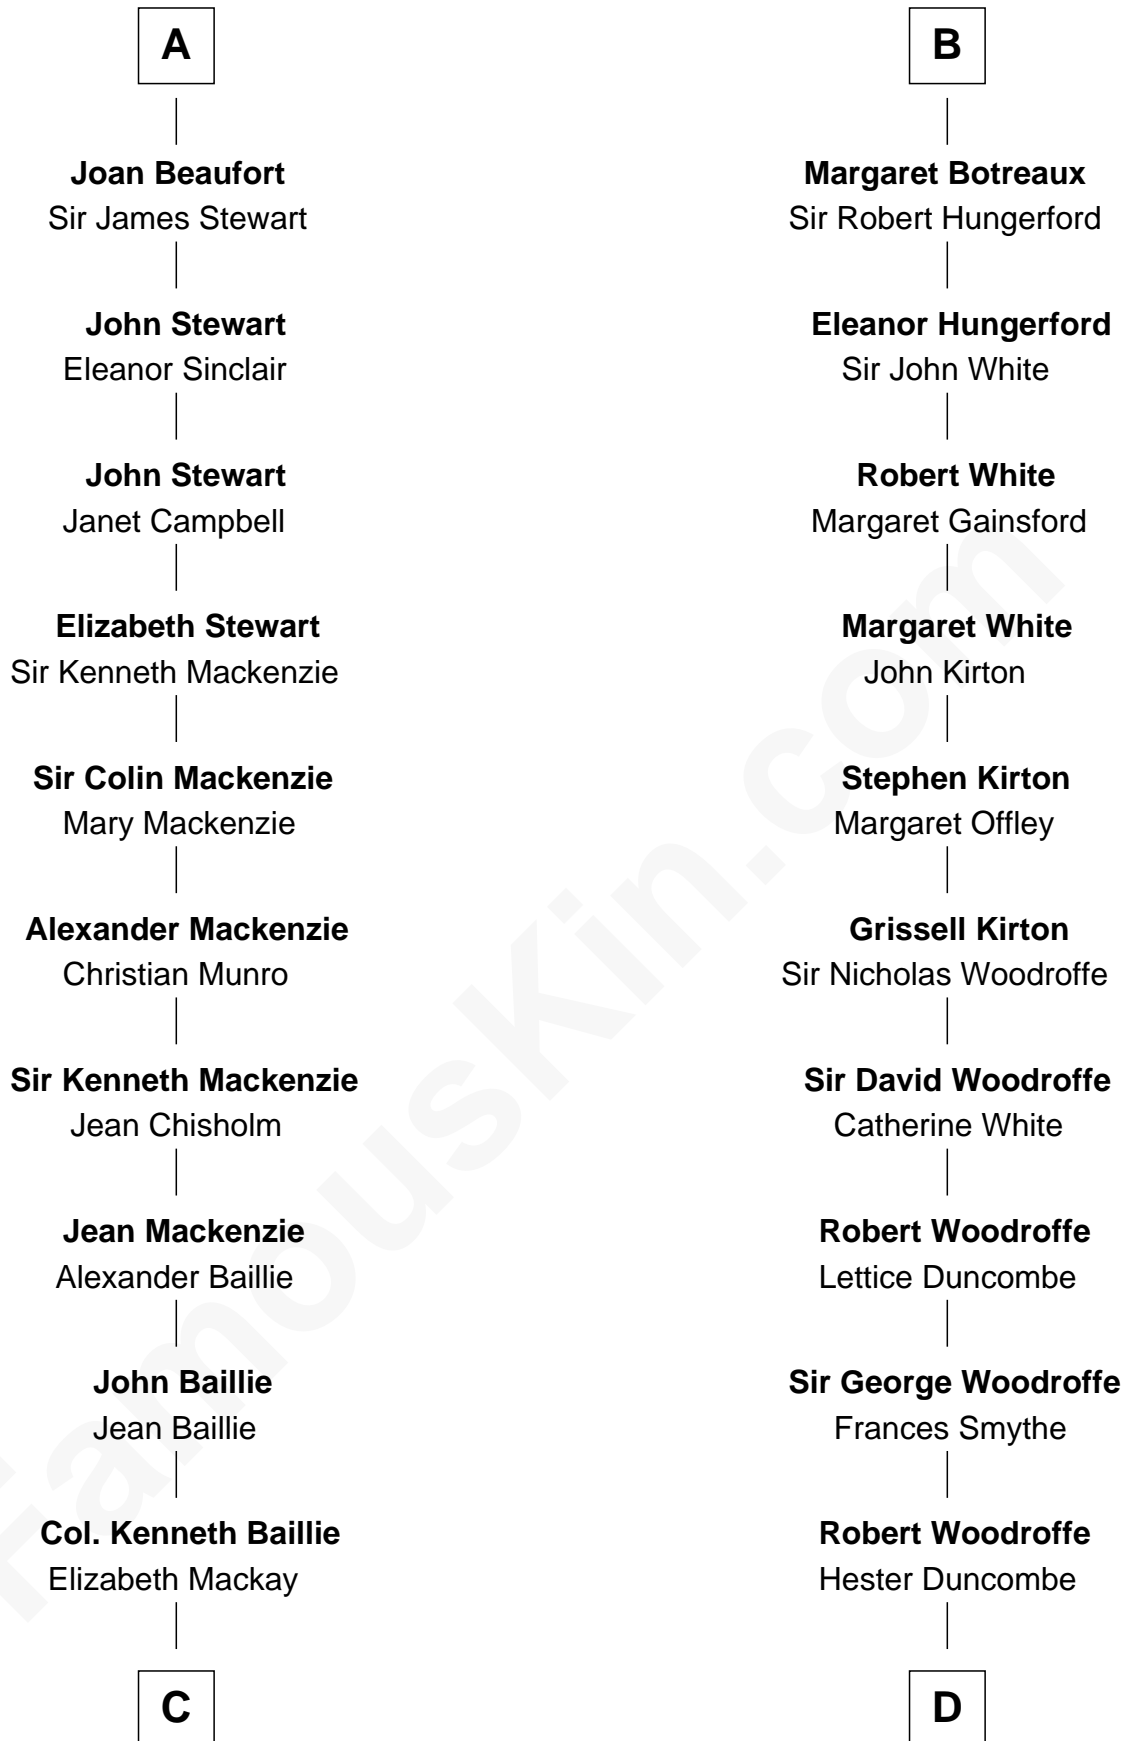 A
Joan Beaufort
Sir James Stewart
John Stewart
Eleanor Sinclair
John Stewart
Janet Campbell
Elizabeth Stewart
Sir Kenneth Mackenzie
Sir Colin Mackenzie
Mary Mackenzie
Alexander Mackenzie
Christian Munro
Sir Kenneth Mackenzie
Jean Chisholm
Jean Mackenzie
Alexander Baillie
John Baillie
Jean Baillie
Col. Kenneth Baillie
Elizabeth Mackay
C
B
Margaret Botreaux
Sir Robert Hungerford
Eleanor Hungerford
Sir John White
Robert White
Margaret Gainsford
Margaret White
John Kirton
Stephen Kirton
Margaret Offley
Grissell Kirton
Sir Nicholas Woodroffe
Sir David Woodroffe
Catherine White
Robert Woodroffe
Lettice Duncombe
Sir George Woodroffe
Frances Smythe
Robert Woodroffe
Hester Duncombe
D
FamousKin.com